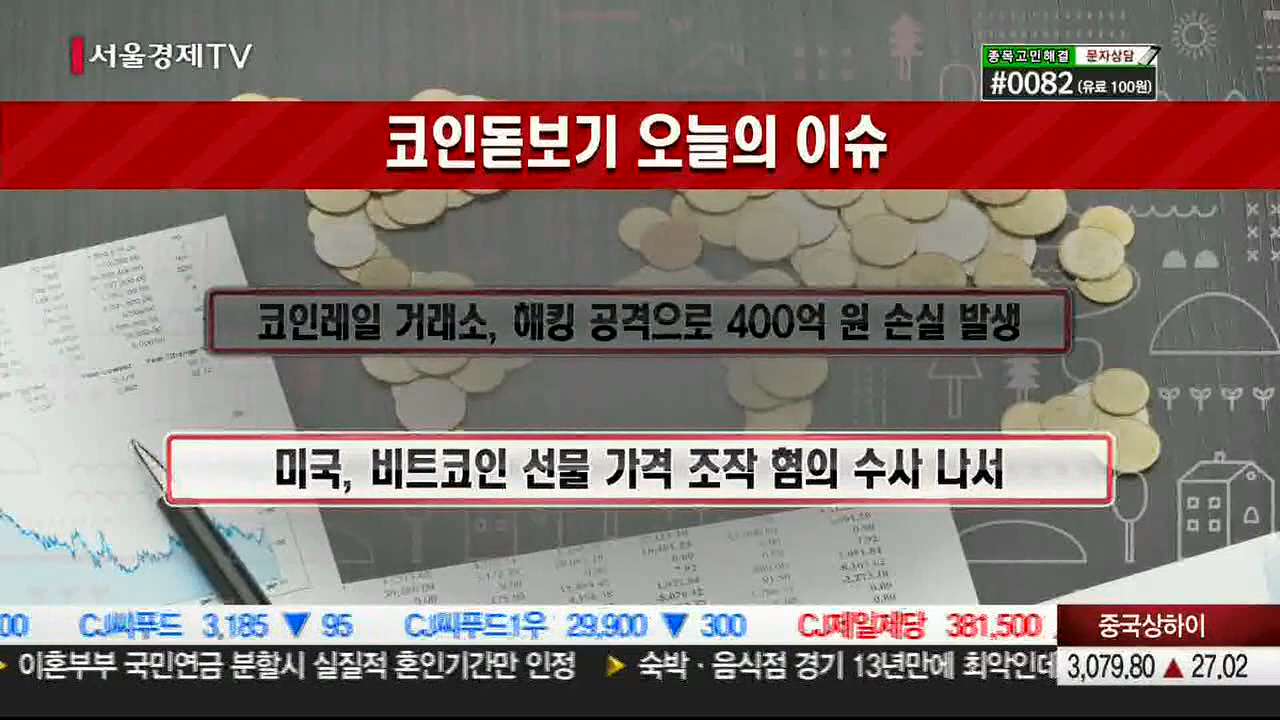 서울경제TV
종목고민해결 문자상담
#0082 (유료 100원)
코인돋보기 오늘의 이슈
코인레일 거래소, 해킹 공격으로 400억 원 손실 발생
미국, 비트코인 선물 가격 조작 혐의 수사 나서
00 CJ씨푸드 3,185 ▼ 95 CJ씨푸드1우 29,900 ▼ 300 CJ제일제당 381,500
중국상하이
이혼부부 국민연금 분할시 실질적 혼인기간만 인정 ▶ 숙박·음식점 경기 13년만에 최악인데
3,079.80 ▲ 27.02